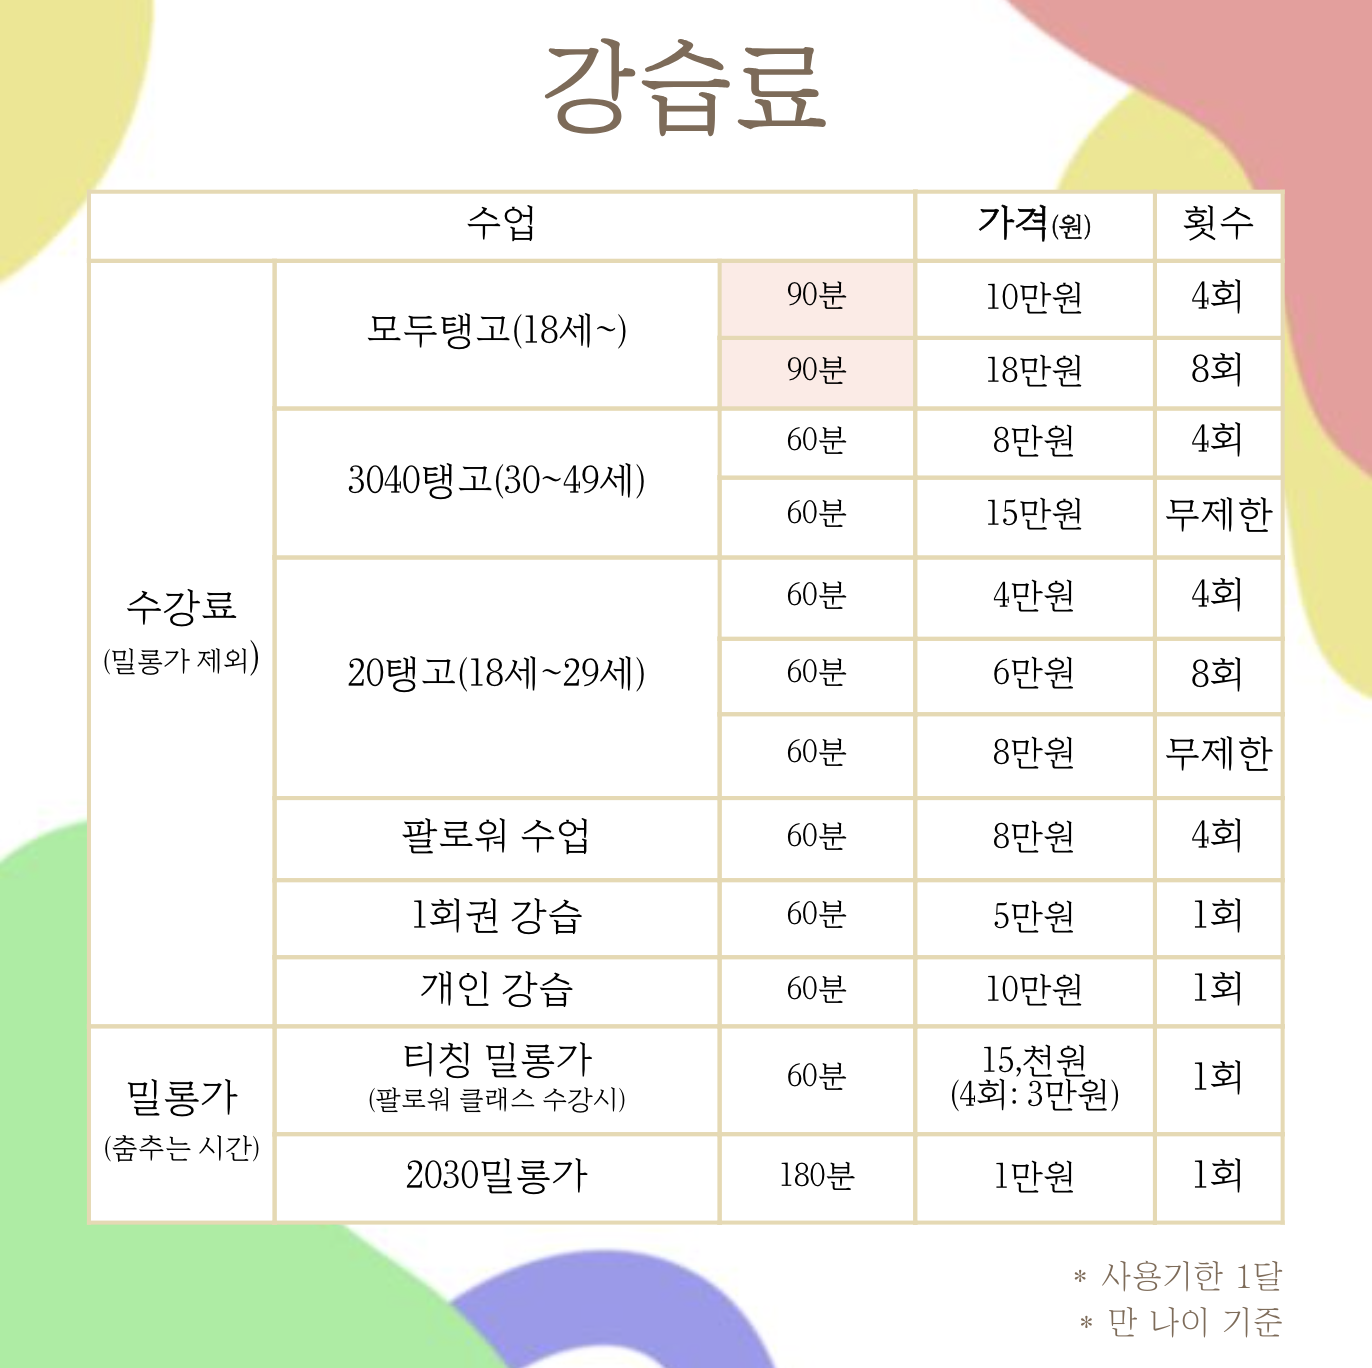 강습료
수업 가격(원) 횟수
모두탱고(18세~) 90분 10만원 4회
90분 18만원 8회
3040탱고(30~49세) 60분 8만원 4회
60분 15만원 무제한
수강료
(밀롱가 제외)
20탱고(18세~29세) 60분 4만원 4회
60분 6만원 8회
60분 8만원 무제한
팔로워 수업 60분 8만원 4회
1회권 강습 60분 5만원 1회
개인 강습 60분 10만원 1회
밀롱가
(춤추는 시간)
티칭 밀롱가
(팔로워 클래스 수강시)
60분
15,천원
(4회: 3만원)
1회
2030밀롱가 180분 1만원 1회
* 사용기한 1달
* 만 나이 기준